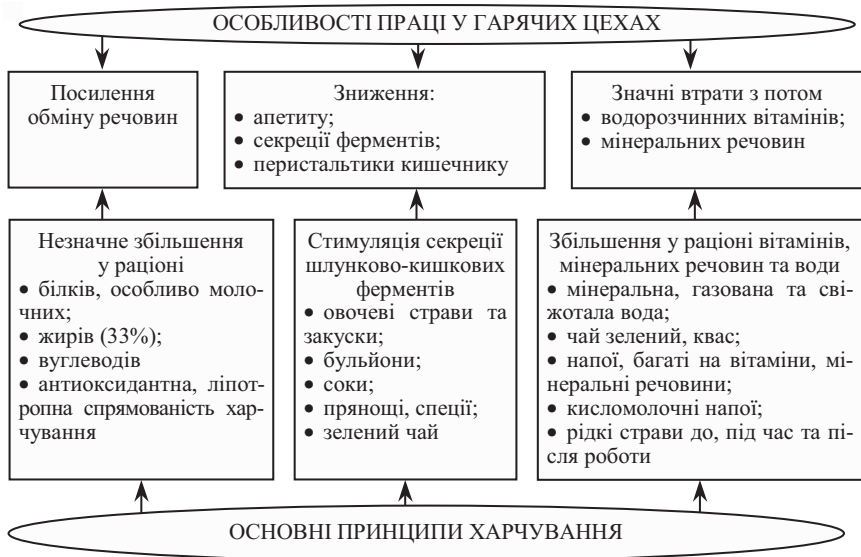 ОСОБЛИВОСТІ ПРАЦІ У ГАРЯЧИХ ЦЕХАХ
Посилення
обміну речовин
Зниження:
• апетиту;
• секреції ферментів;
• перистальтики кишечнику
Значні втрати з потом
• водорозчинних вітамінів;
• мінеральних речовин
Незначне збільшення
у раціоні
• білків, особливо моло-
чних;
• жирів (33%);
• вуглеводів
• антиоксидантна, ліпот-
ропна спрямованість хар-
чування
Стимуляція секреції
шлунково-кишкових
ферментів
• овочеві страви та
закуски;
• бульйони;
• соки;
• прянощі, спеції;
• зелений чай
Збільшення у раціоні вітамінів,
мінеральних речовин та води
• мінеральна, газована та сві-
жотала вода;
• чай зелений, квас;
• напої, багаті на вітаміни, мі-
неральні речовини;
• кисломолочні напої;
• рідкі страви до, під час та пі-
сля роботи
ОСНОВНІ ПРИНЦИПИ ХАРЧУВАННЯ